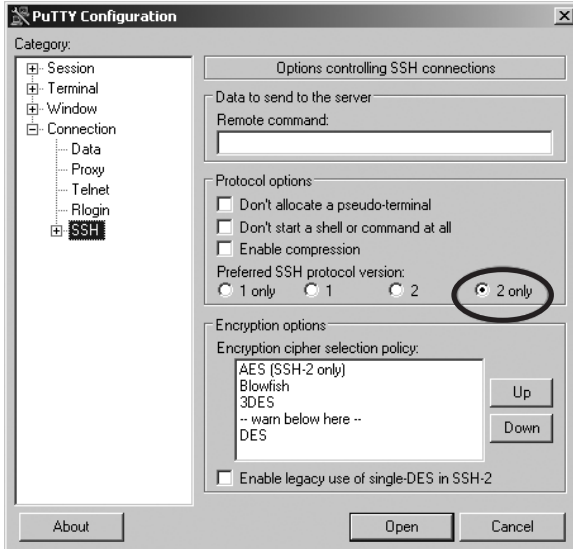 PuTTY Configuration
Category:
Session
Terminal
Window
Connection
Data
Proxy
Telnet
Rlogin
SSH
Options controlling SSH connections
Data to send to the server
Remote command:
Protocol options
Don't allocate a pseudo-terminal
Don't start a shell or command at all
Enable compression
Preferred SSH protocol version:
1 only 1 2 2 only
Encryption options
Encryption cipher selection policy:
AES (SSH-2 only)
Blowfish
3DES
-- warn below here --
DES
Up
Down
Enable legacy use of single-DES in SSH-2
About Open Cancel